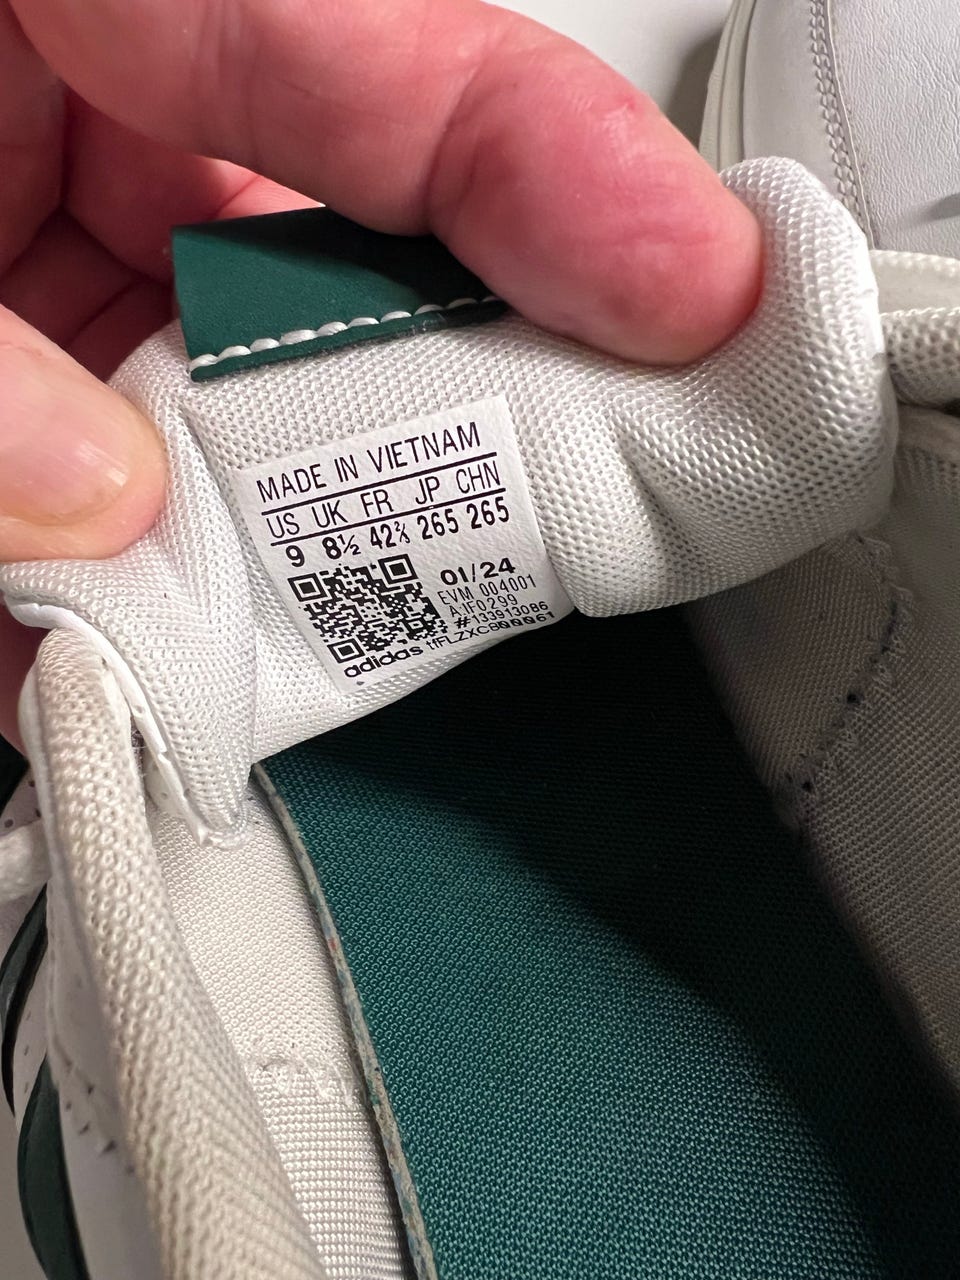 MADE IN VIETNAM
US UK FR JP CHN
9 8½ 42⅔ 265 265
01/24
EVM 004001
A:IF0299
#133913086
adidas tfFLZXC800061